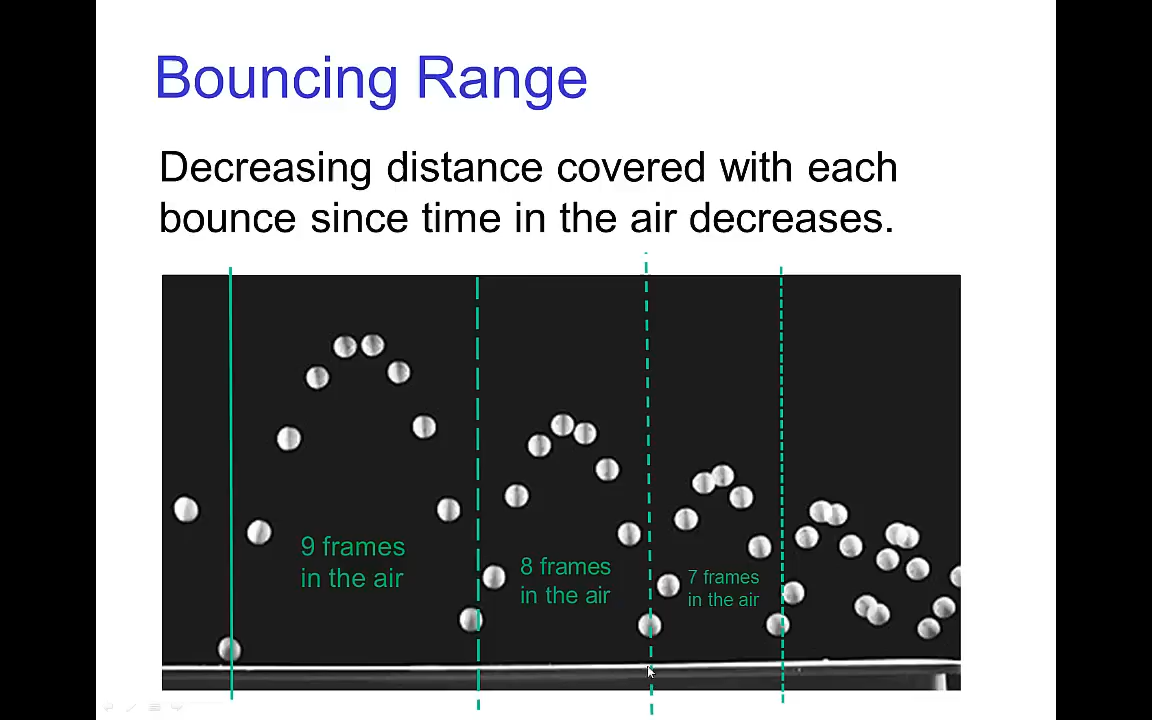 Bouncing Range
Decreasing distance covered with each
bounce since time in the air decreases.
9 frames
in the air
8 frames
in the air
7 frames
in the air